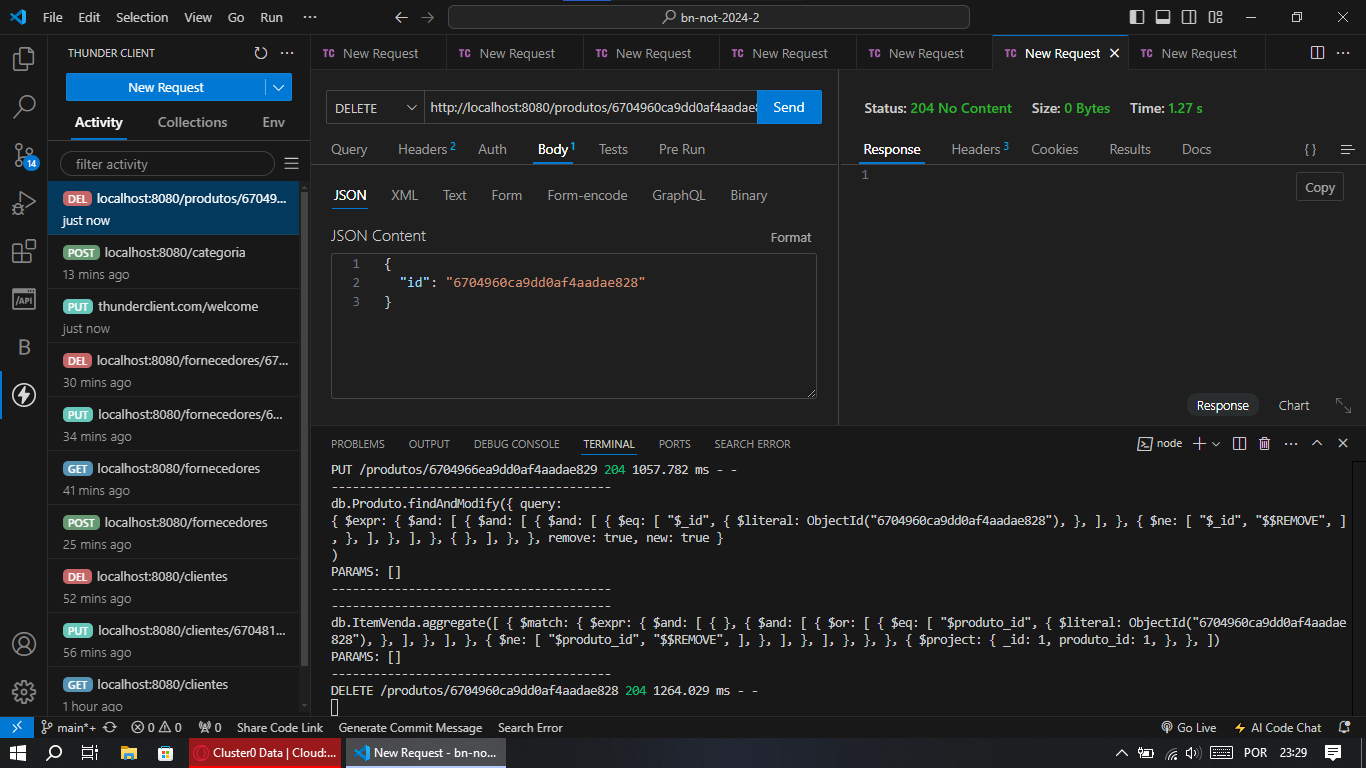 File Edit Selection View Go Run ··· bn-not-2024-2
THUNDER CLIENT
New Request
Activity Collections Env
filter activity
DEL localhost:8080/produtos/67049...
just now
POST localhost:8080/categoria
13 mins ago
PUT thunderclient.com/welcome
just now
DEL localhost:8080/fornecedores/67...
30 mins ago
PUT localhost:8080/fornecedores/6...
34 mins ago
GET localhost:8080/fornecedores
41 mins ago
POST localhost:8080/fornecedores
25 mins ago
DEL localhost:8080/clientes
52 mins ago
PUT localhost:8080/clientes/670481...
56 mins ago
GET localhost:8080/clientes
1 hour ago
14
/API
B
TC New Request TC New Request TC New Request TC New Request TC New Request TC New Request TC New Request
DELETE http://localhost:8080/produtos/6704960ca9dd0af4aadae8 Send
Query Headers 2 Auth Body 1 Tests Pre Run
JSON XML Text Form Form-encode GraphQL Binary
JSON Content Format
1 {
2 "id": "6704960ca9dd0af4aadae828"
3 }
Status: 204 No Content Size: 0 Bytes Time: 1.27 s
Response Headers 3 Cookies Results Docs { }
1
Copy
Response Chart
PROBLEMS OUTPUT DEBUG CONSOLE TERMINAL PORTS SEARCH ERROR node
PUT /produtos/6704966ea9dd0af4aadae829 204 1057.782 ms - -
----------------------------------------
db.Produto.findAndModify({ query:
{ $expr: { $and: [ { $and: [ { $and: [ { $eq: [ "$_id", { $literal: ObjectId("6704960ca9dd0af4aadae828"), }, ], }, { $ne: [ "$_id", "$$REMOVE", ]
, }, ], }, ], }, { }, ], }, }, remove: true, new: true }
)
PARAMS: []
----------------------------------------
----------------------------------------
db.ItemVenda.aggregate([ { $match: { $expr: { $and: [ { }, { $and: [ { $or: [ { $eq: [ "$produto_id", { $literal: ObjectId("6704960ca9dd0af4aadae
828"), }, ], }, ], }, { $ne: [ "$produto_id", "$$REMOVE", ], }, ], }, ], }, }, }, { $project: { _id: 1, produto_id: 1, }, }, ])
PARAMS: []
----------------------------------------
DELETE /produtos/6704960ca9dd0af4aadae828 204 1264.029 ms - -
main*+ 0 0 0 Share Code Link Generate Commit Message Search Error Go Live AI Code Chat
Cluster0 Data | Cloud:... New Request - bn-no... POR 23:29